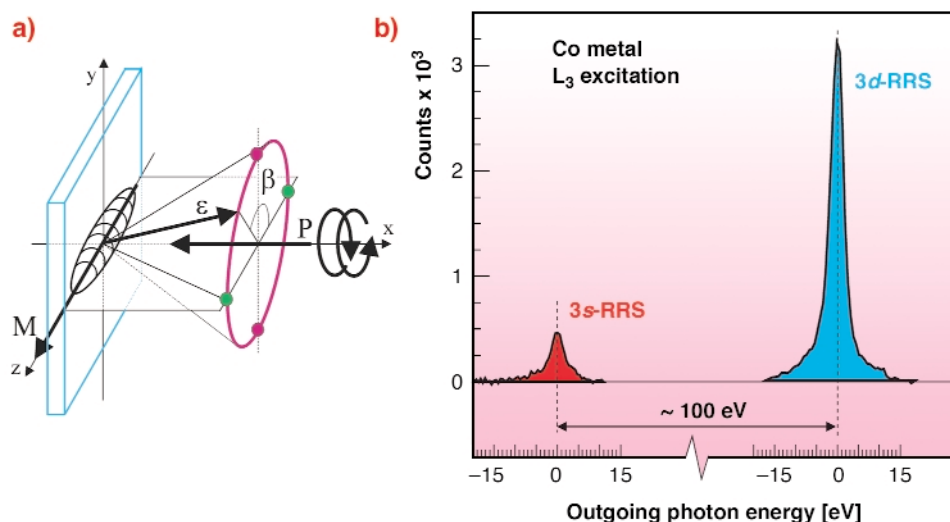 a)
y
β
ε
P
x
M
z
b)
Co metal
L₃ excitation
3d-RRS
3s-RRS
~ 100 eV
Counts x 10³
3
2
1
0
−15 0 15 −15 0 15
Outgoing photon energy [eV]